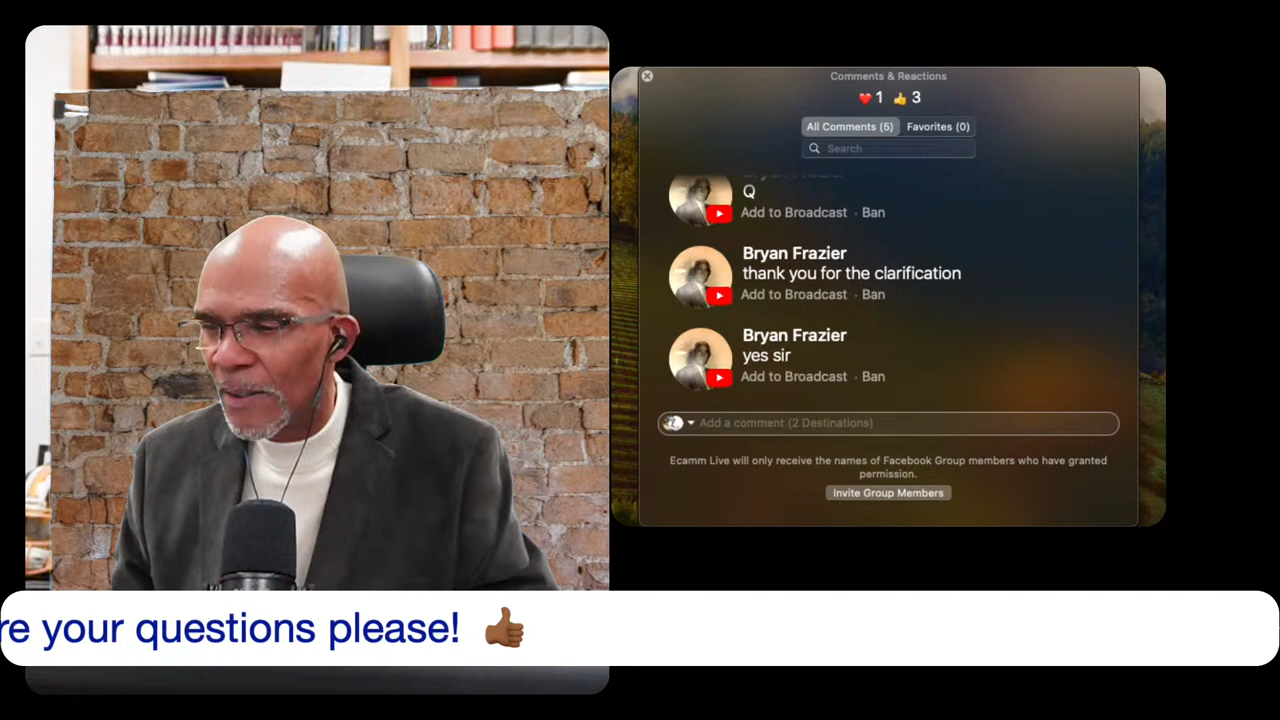 Comments & Reactions
❤️ 1 👍 3
All Comments (5) Favorites (0)
Search
Q
Add to Broadcast · Ban
Bryan Frazier
thank you for the clarification
Add to Broadcast · Ban
Bryan Frazier
yes sir
Add to Broadcast · Ban
Add a comment (2 Destinations)
Ecamm Live will only receive the names of Facebook Group members who have granted
permission.
Invite Group Members
re your questions please! 👍🏾